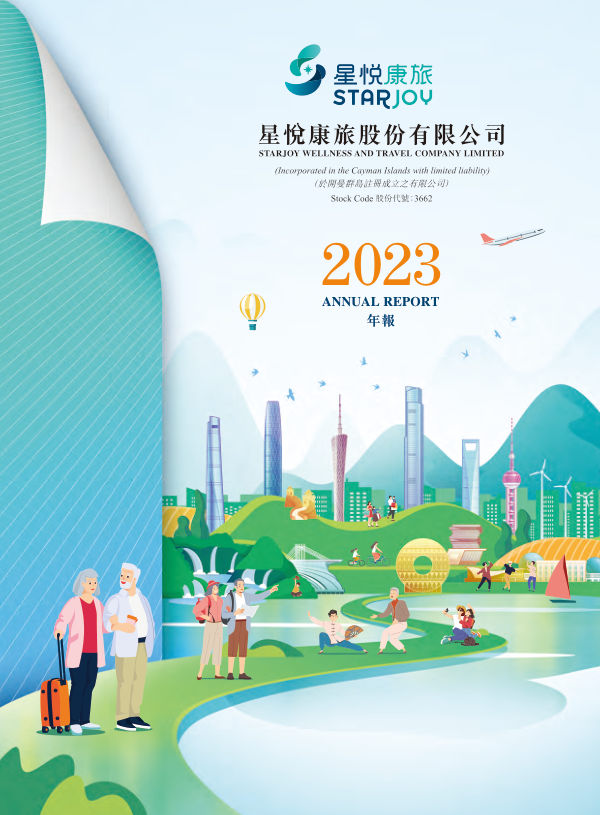 星悦康旅
STARJOY
星悅康旅股份有限公司
STARJOY WELLNESS AND TRAVEL COMPANY LIMITED
(Incorporated in the Cayman Islands with limited liability)
（於開曼群島註冊成立之有限公司）
Stock Code 股份代號：3662
2023
ANNUAL REPORT
年報